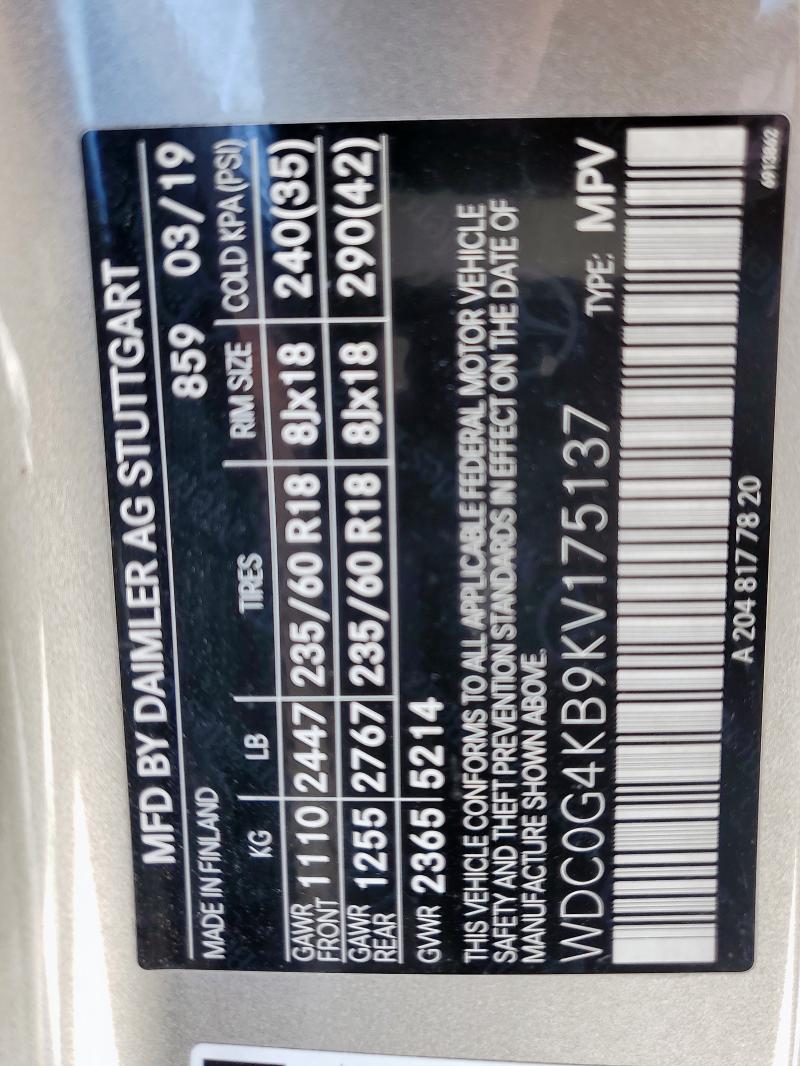 MFD BY DAIMLER AG STUTTGART
MADE IN FINLAND 859 03/19
KG LB TIRES RIM SIZE COLD KPA (PSI)
GAWR FRONT 1110 2447 235/60 R18 8Jx18 240(35)
GAWR REAR 1255 2767 235/60 R18 8Jx18 290(42)
GVWR 2365 5214
THIS VEHICLE CONFORMS TO ALL APPLICABLE FEDERAL MOTOR VEHICLE
SAFETY AND THEFT PREVENTION STANDARDS IN EFFECT ON THE DATE OF
MANUFACTURE SHOWN ABOVE.
WDC0G4KB9KV175137 TYPE: MPV
A 204 817 78 20 6913862